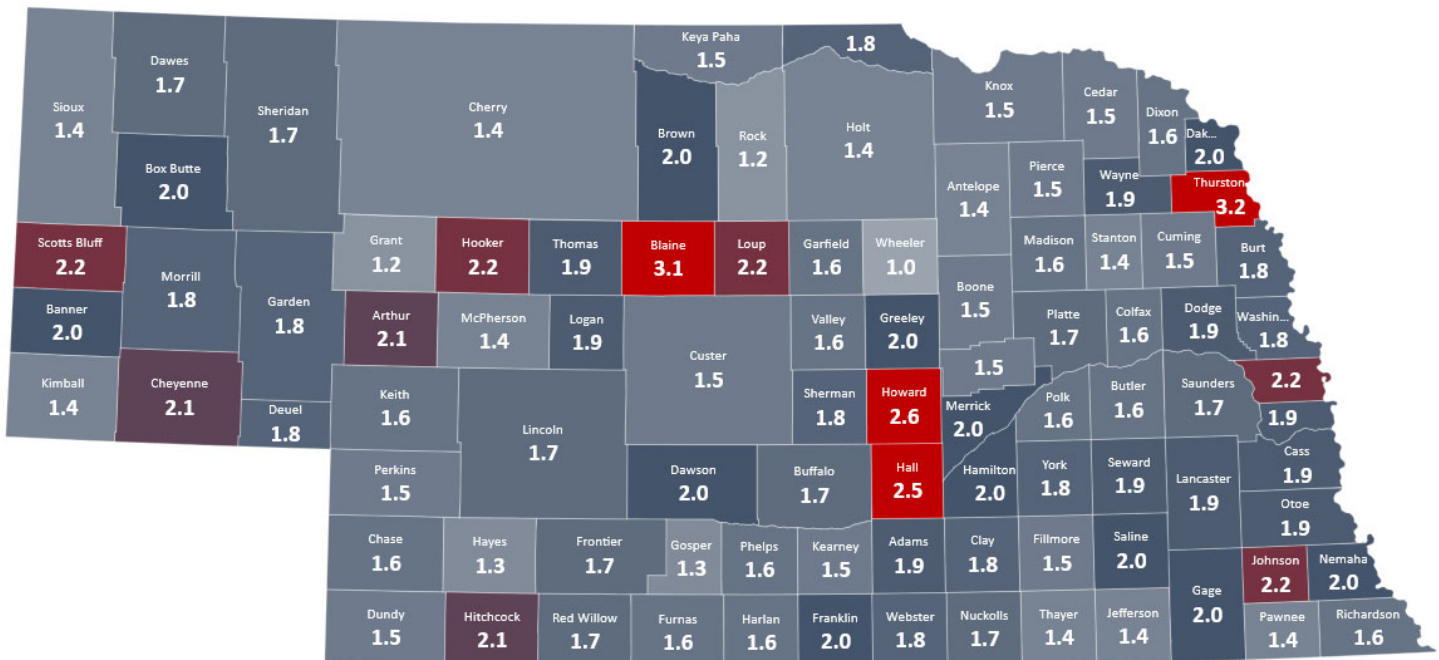 Keya Paha
1.5
1.8
Dawes
1.7
Sioux
1.4
Sheridan
1.7
Cherry
1.4
Knox
1.5
Cedar
1.5
Dixon
1.6
Brown
2.0
Rock
1.2
Holt
1.4
Dak...
2.0
Box Butte
2.0
Antelope
1.4
Pierce
1.5
Wayne
1.9
Thurston
3.2
Scotts Bluff
2.2
Morrill
1.8
Grant
1.2
Hooker
2.2
Thomas
1.9
Blaine
3.1
Loup
2.2
Garfield
1.6
Wheeler
1.0
Madison
1.6
Stanton
1.4
Cuming
1.5
Burt
1.8
Banner
2.0
Garden
1.8
Arthur
2.1
McPherson
1.4
Logan
1.9
Custer
1.5
Valley
1.6
Greeley
2.0
Boone
1.5
Platte
1.7
Colfax
1.6
Dodge
1.9
Washin...
1.8
Kimball
1.4
Cheyenne
2.1
Deuel
1.8
Keith
1.6
Lincoln
1.7
Sherman
1.8
Howard
2.6
1.5
Merrick
2.0
Polk
1.6
Butler
1.6
Saunders
1.7
2.2
1.9
Perkins
1.5
Dawson
2.0
Buffalo
1.7
Hall
2.5
Hamilton
2.0
York
1.8
Seward
1.9
Lancaster
1.9
Cass
1.9
Otoe
1.9
Chase
1.6
Hayes
1.3
Frontier
1.7
Gosper
1.3
Phelps
1.6
Kearney
1.5
Adams
1.9
Clay
1.8
Fillmore
1.5
Saline
2.0
Gage
2.0
Johnson
2.2
Nemaha
2.0
Dundy
1.5
Hitchcock
2.1
Red Willow
1.7
Furnas
1.6
Harlan
1.6
Franklin
2.0
Webster
1.8
Nuckolls
1.7
Thayer
1.4
Jefferson
1.4
Pawnee
1.4
Richardson
1.6